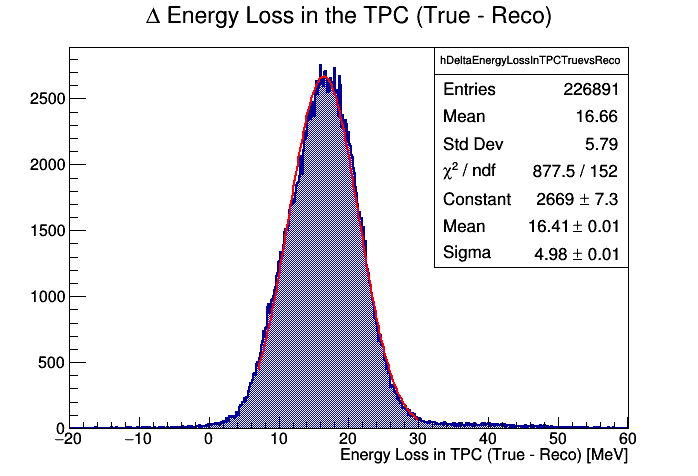 Δ Energy Loss in the TPC (True - Reco)
hDeltaEnergyLossInTPCTruevsReco
Entries 226891
Mean 16.66
Std Dev 5.79
χ² / ndf 877.5 / 152
Constant 2669 ± 7.3
Mean 16.41 ± 0.01
Sigma 4.98 ± 0.01
2500
2000
1500
1000
500
0
−20 −10 0 10 20 30 40 50 60
Energy Loss in TPC (True - Reco) [MeV]